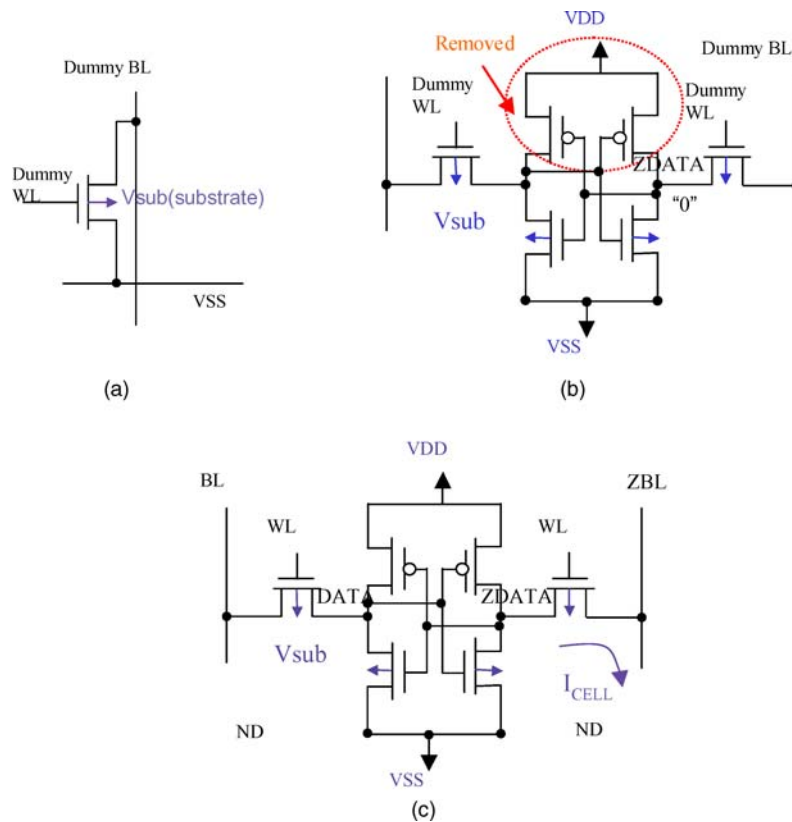 Dummy BL
Dummy
WL
Vsub(substrate)
VSS
(a)
VDD
Removed
Dummy BL
Dummy
WL
Dummy
WL
ZDATA
"0"
Vsub
VSS
(b)
VDD
BL
ZBL
WL
WL
DATA
ZDATA
Vsub
ICELL
ND
ND
VSS
(c)